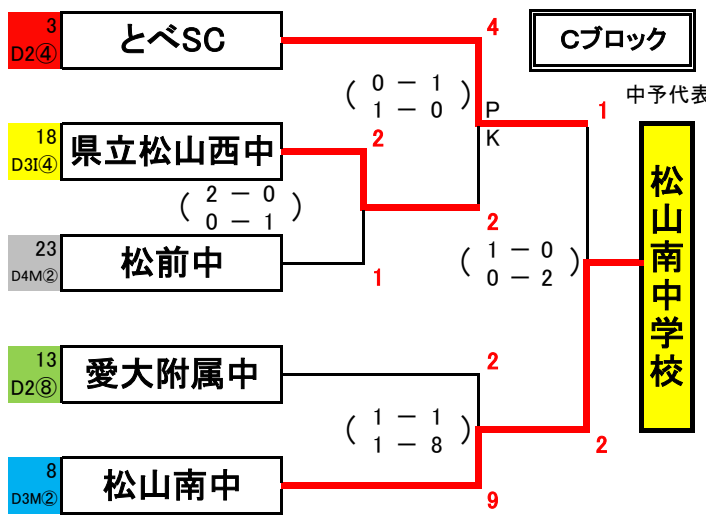 3
D2④
とべSC
4
Cブロック
中予代表
( 0 － 1
1 － 0 )
P
K
1
18
D3I④
県立松山西中
2
( 2 － 0
0 － 1 )
2
23
D4M②
松前中
1
( 1 － 0
0 － 2 )
松山南中学校
13
D2⑧
愛大附属中
2
( 1 － 1
1 － 8 )
2
8
D3M②
松山南中
9